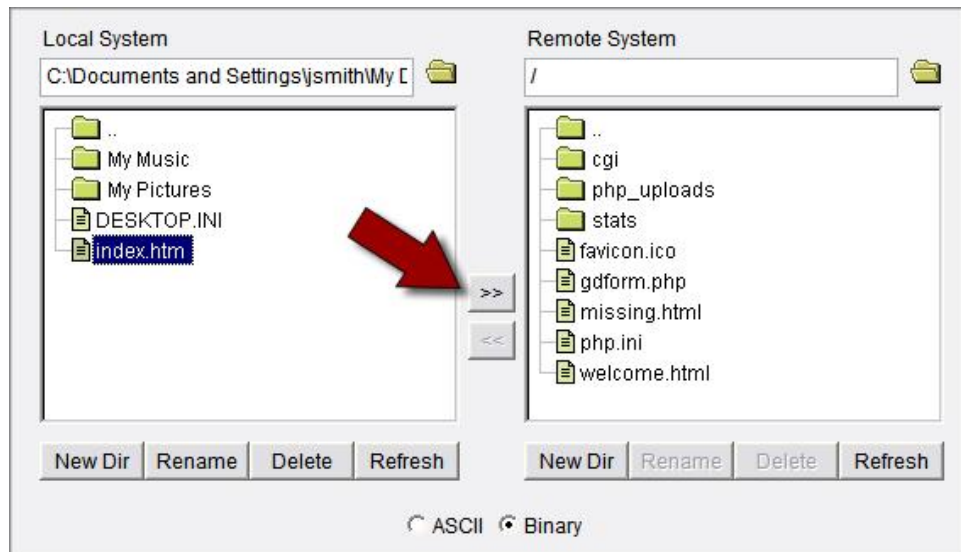 Local System
C:\Documents and Settings\jsmith\My D
..
My Music
My Pictures
DESKTOP.INI
index.htm
>>
<<
Remote System
/
..
cgi
php_uploads
stats
favicon.ico
gdform.php
missing.html
php.ini
welcome.html
New Dir Rename Delete Refresh
New Dir Rename Delete Refresh
ASCII Binary